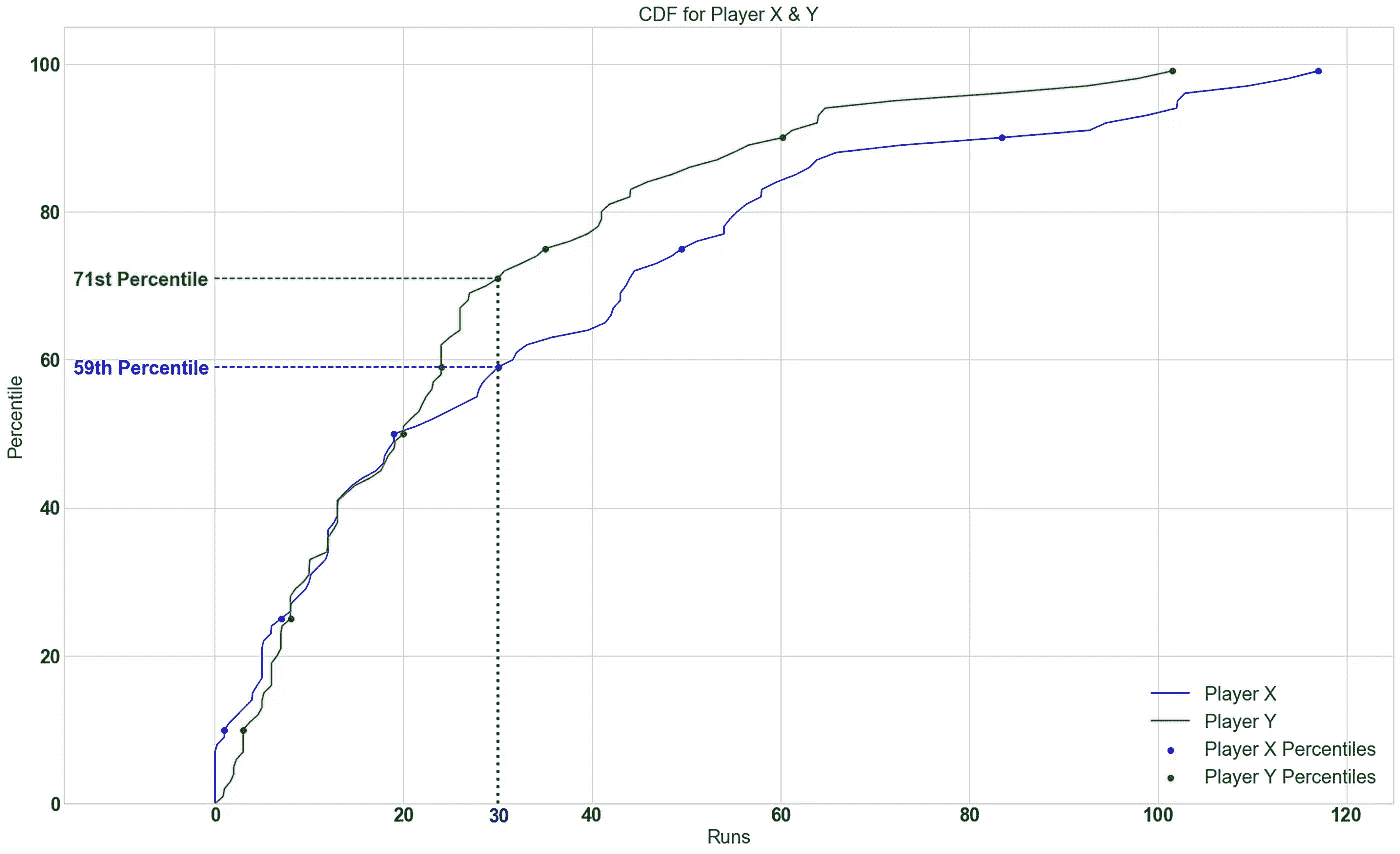 CDF for Player X & Y
100
80
71st Percentile
60
59th Percentile
40
20
0
Percentile
0 20 30 40 60 80 100 120
Runs
Player X
Player Y
Player X Percentiles
Player Y Percentiles